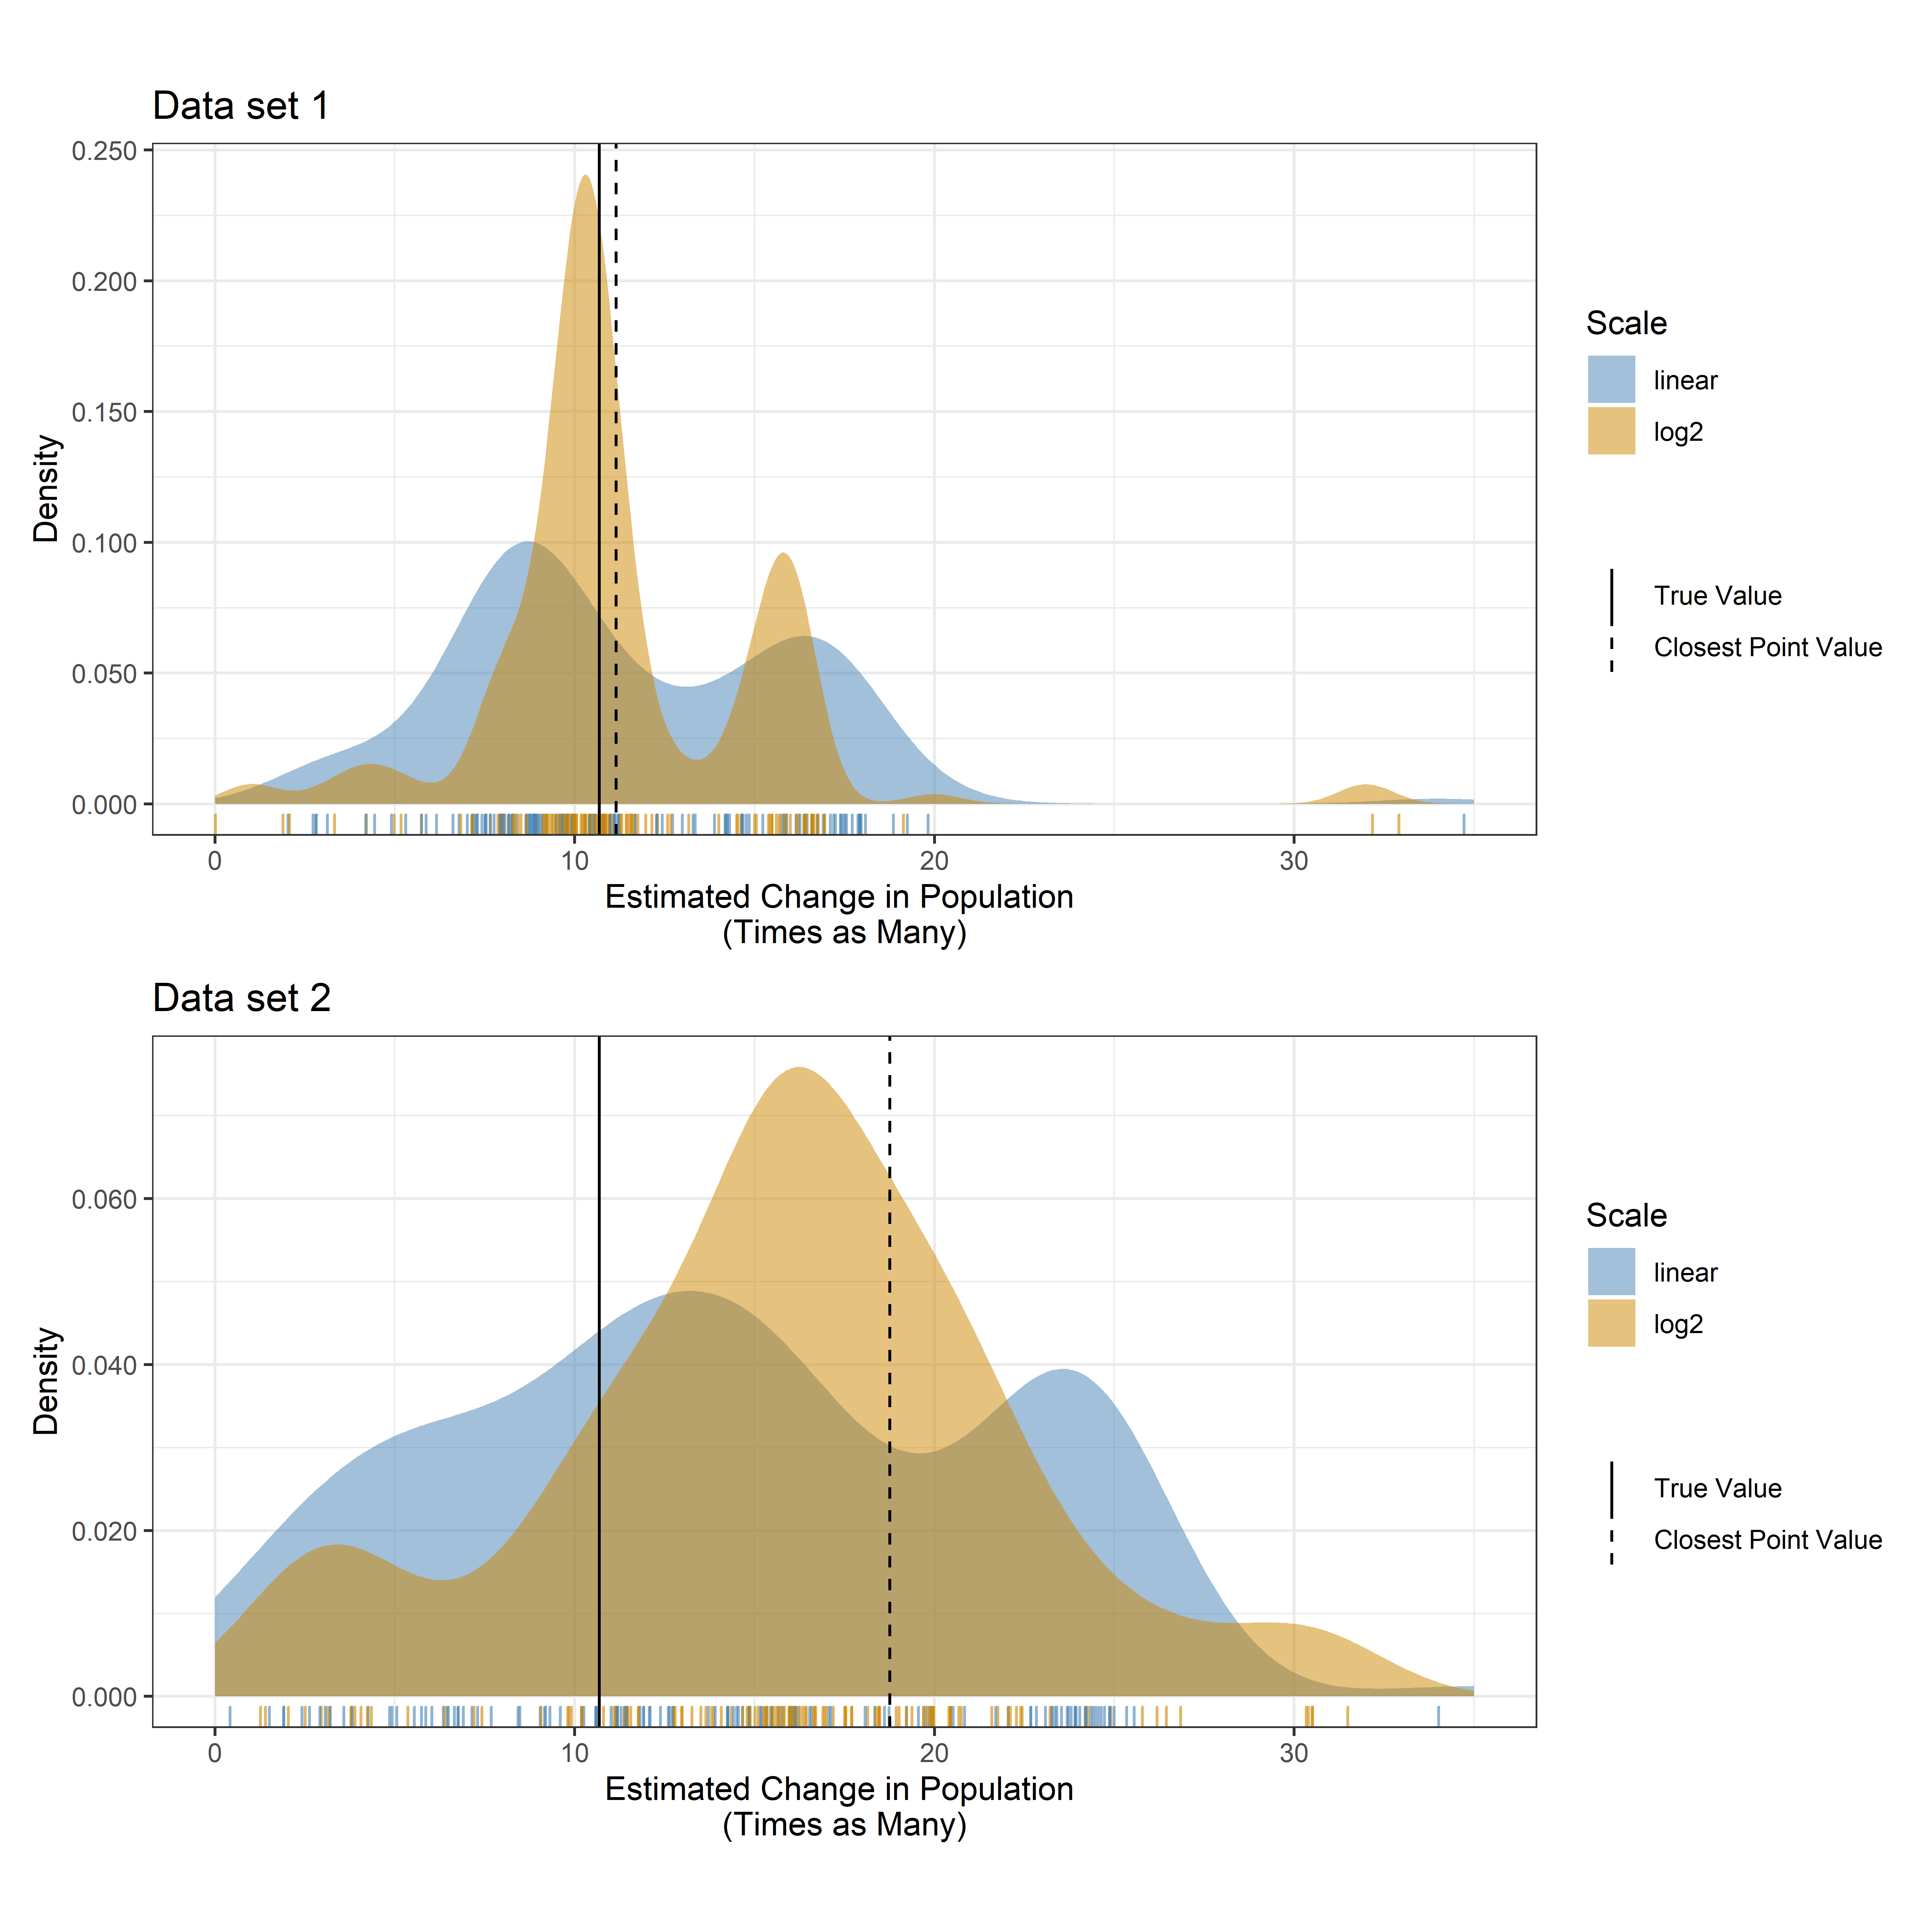 Data set 1
0.250
0.200
0.150
0.100
0.050
0.000
Density
0
10
20
30
Estimated Change in Population
(Times as Many)
Scale
linear
log2
True Value
Closest Point Value
Data set 2
0.060
0.040
0.020
0.000
Density
0
10
20
30
Estimated Change in Population
(Times as Many)
Scale
linear
log2
True Value
Closest Point Value